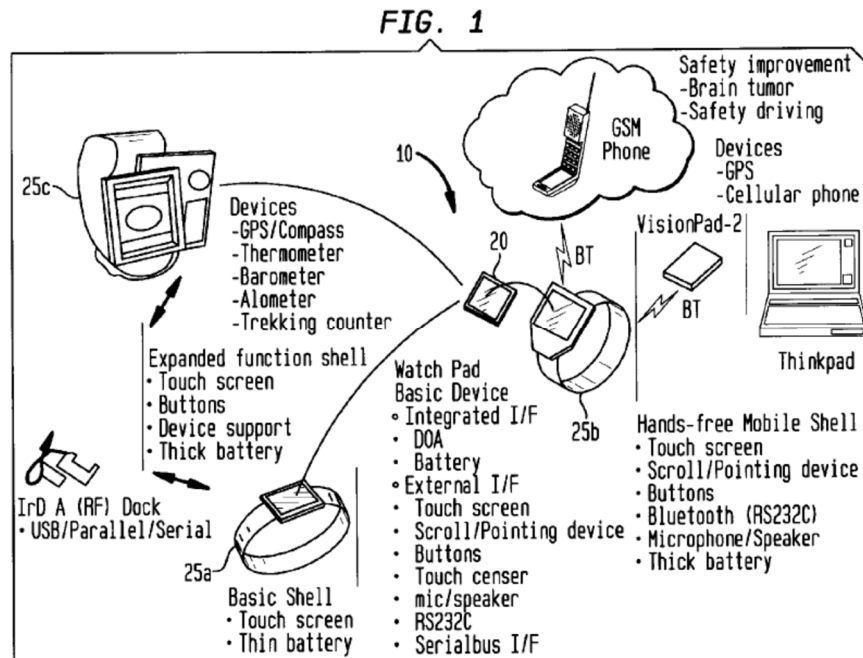 FIG. 1
Safety improvement
-Brain tumor
-Safety driving
GSM
Phone
10
Devices
-GPS
-Cellular phone
25c
Devices
-GPS/Compass
-Thermometer
-Barometer
-Alometer
-Trekking counter
20
BT
VisionPad-2
BT
Thinkpad
Expanded function shell
• Touch screen
• Buttons
• Device support
• Thick battery
Watch Pad
Basic Device
o Integrated I/F
• DOA
• Battery
o External I/F
• Touch screen
• Scroll/Pointing device
• Buttons
• Touch censer
• mic/speaker
• RS232C
• Serialbus I/F
25b
Hands-free Mobile Shell
• Touch screen
• Scroll/Pointing device
• Buttons
• Bluetooth (RS232C)
• Microphone/Speaker
• Thick battery
IrD A (RF) Dock
• USB/Parallel/Serial
25a
Basic Shell
• Touch screen
• Thin battery